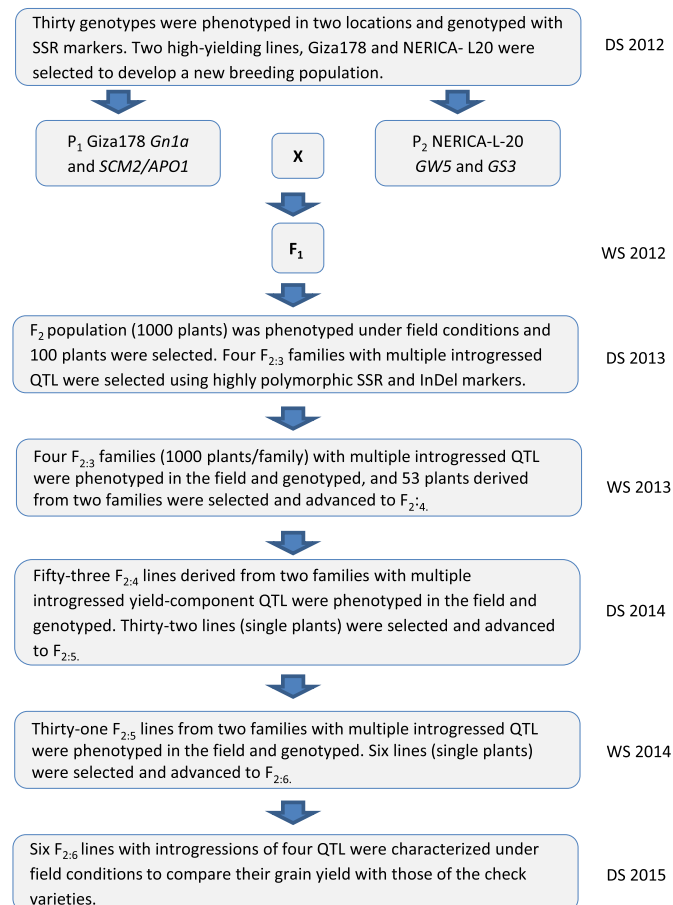 Thirty genotypes were phenotyped in two locations and genotyped with
SSR markers. Two high-yielding lines, Giza178 and NERICA- L20 were
selected to develop a new breeding population.
DS 2012
P1 Giza178 Gn1a
and SCM2/APO1
X
P2 NERICA-L-20
GW5 and GS3
F1
WS 2012
F2 population (1000 plants) was phenotyped under field conditions and
100 plants were selected. Four F2:3 families with multiple introgressed
QTL were selected using highly polymorphic SSR and InDel markers.
DS 2013
Four F2:3 families (1000 plants/family) with multiple introgressed QTL
were phenotyped in the field and genotyped, and 53 plants derived
from two families were selected and advanced to F2:4.
WS 2013
Fifty-three F2:4 lines derived from two families with multiple
introgressed yield-component QTL were phenotyped in the field and
genotyped. Thirty-two lines (single plants) were selected and advanced
to F2:5.
DS 2014
Thirty-one F2:5 lines from two families with multiple introgressed QTL
were phenotyped in the field and genotyped. Six lines (single plants)
were selected and advanced to F2:6.
WS 2014
Six F2:6 lines with introgressions of four QTL were characterized under
field conditions to compare their grain yield with those of the check
varieties.
DS 2015